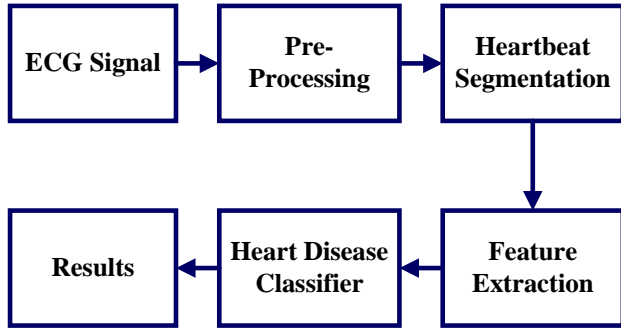 ECG Signal
Pre-
Processing
Heartbeat
Segmentation
Feature
Extraction
Heart Disease
Classifier
Results